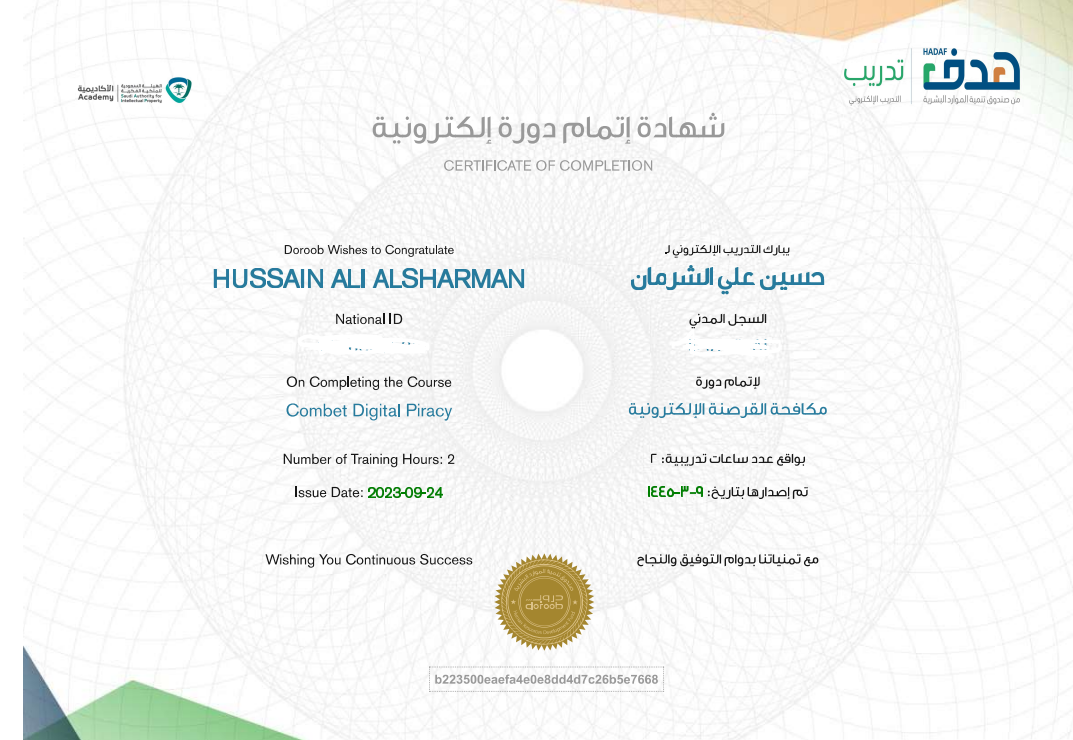 الأكاديمية
Academy
الهيئة السعودية
للملكية الفكرية
Saudi Authority for
Intellectual Property
تدريب
التدريب الإلكتروني
HADAF
هدف
من صندوق تنمية الموارد البشرية
شهادة إتمام دورة إلكترونية
CERTIFICATE OF COMPLETION
Doroob Wishes to Congratulate
HUSSAIN ALI ALSHARMAN
National ID
On Completing the Course
Combet Digital Piracy
Number of Training Hours: 2
Issue Date: 2023-09-24
Wishing You Continuous Success
يبارك التدريب الإلكتروني لـ
حسين علي الشرمان
السجل المدني
لإتمام دورة
مكافحة القرصنة الإلكترونية
بواقع عدد ساعات تدريبية: ٢
تم إصدارها بتاريخ: ٩-٣-١٤٤٥
مع تمنياتنا بدوام التوفيق والنجاح
دروب
doroob
b223500eaefa4e0e8dd4d7c26b5e7668